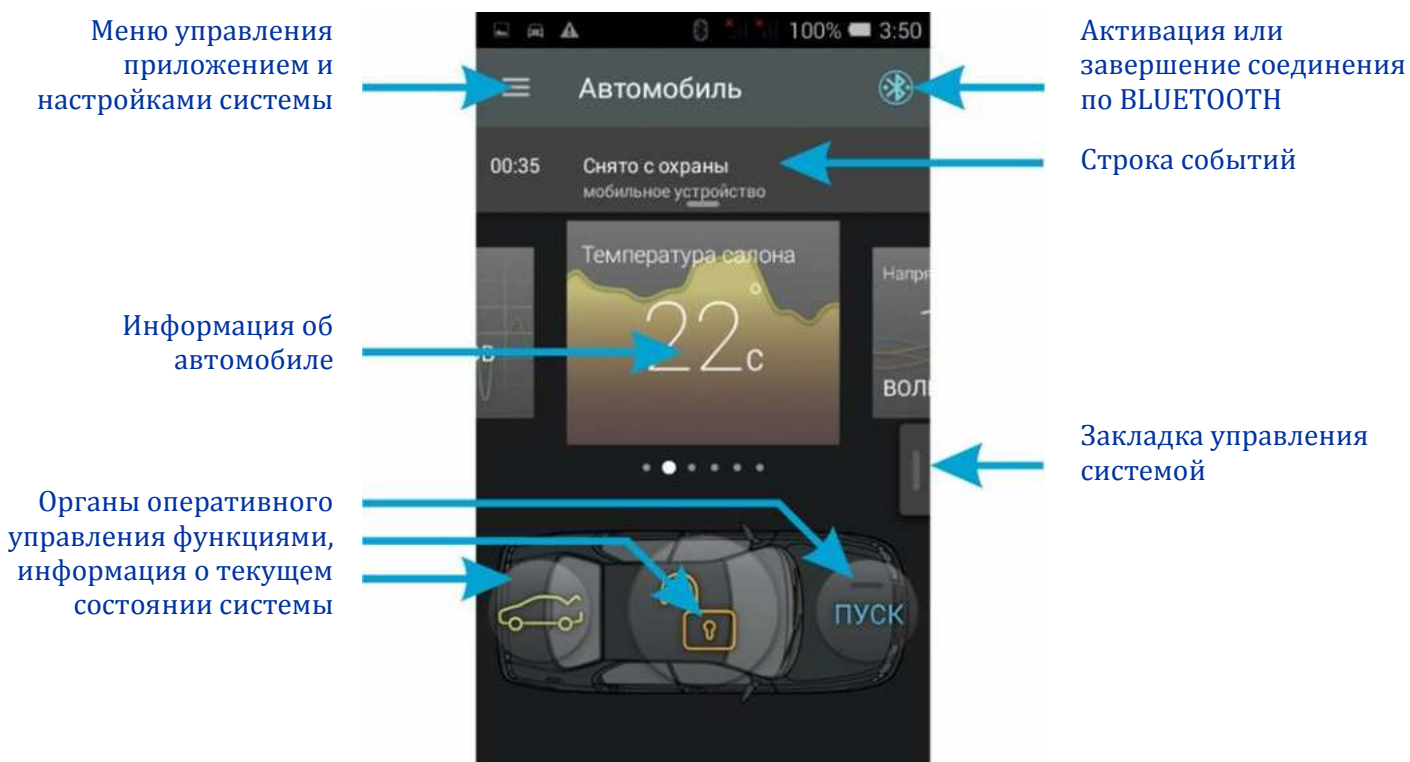 Меню управления
приложением и
настройками системы
100% 3:50
Автомобиль
Активация или
завершение соединения
по BLUETOOTH
00:35 Снято с охраны
мобильное устройство
Строка событий
Температура салона
22°c
Напря
ВОЛ
Информация об
автомобиле
Закладка управления
системой
Органы оперативного
управления функциями,
информация о текущем
состоянии системы
ПУСК